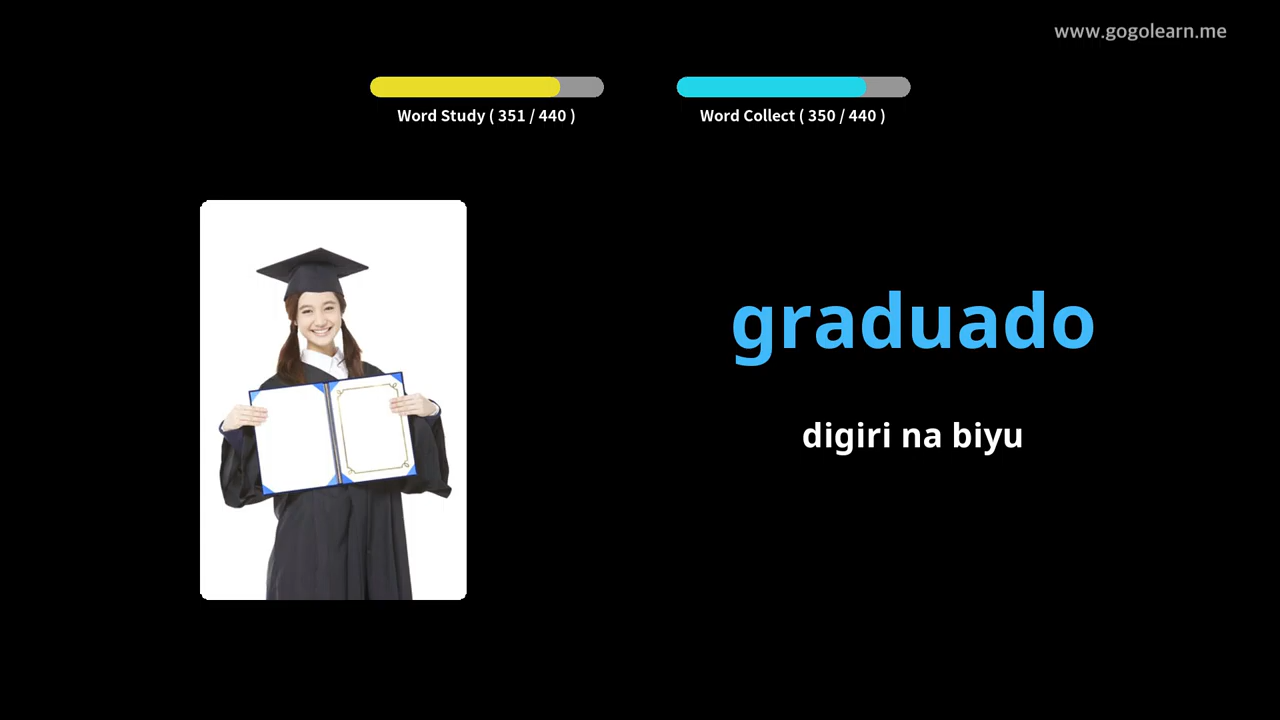 www.gogolearn.me
Word Study ( 351 / 440 )
Word Collect ( 350 / 440 )
graduado
digiri na biyu